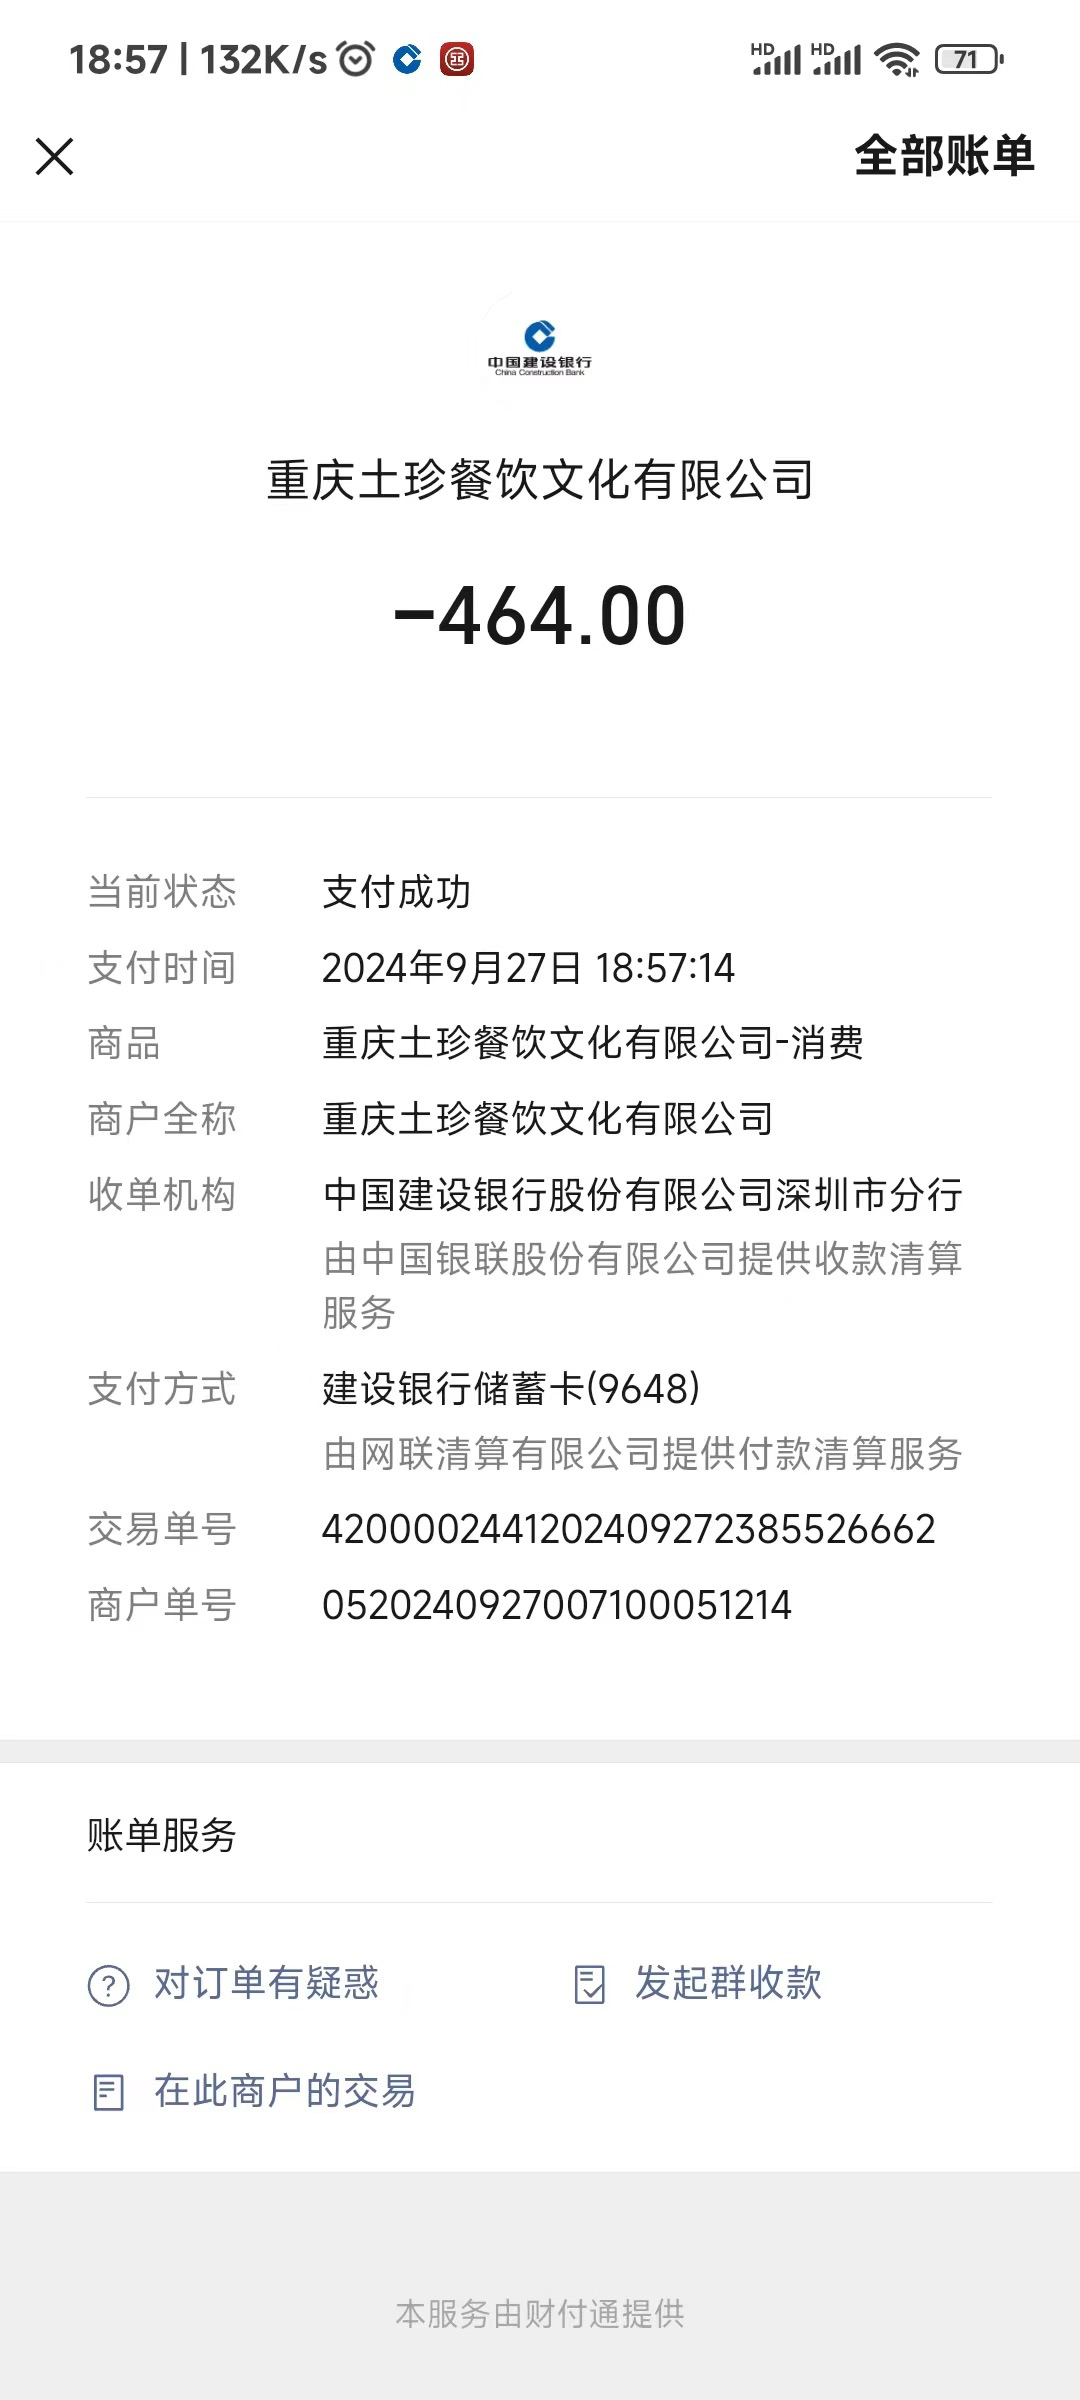 18:57 | 132K/s
HD HD 71
全部账单
中国建设银行
China Construction Bank
重庆土珍餐饮文化有限公司
-464.00
当前状态 支付成功
支付时间 2024年9月27日 18:57:14
商品 重庆土珍餐饮文化有限公司-消费
商户全称 重庆土珍餐饮文化有限公司
收单机构 中国建设银行股份有限公司深圳市分行
由中国银联股份有限公司提供收款清算
服务
支付方式 建设银行储蓄卡(9648)
由网联清算有限公司提供付款清算服务
交易单号 4200002441202409272385526662
商户单号 0520240927007100051214
账单服务
对订单有疑惑 发起群收款
在此商户的交易
本服务由财付通提供